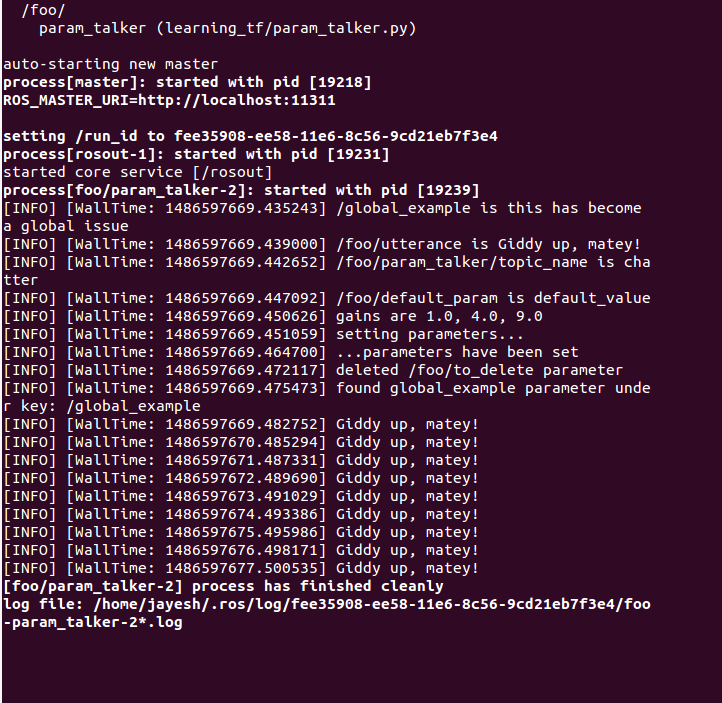 /foo/
param_talker (learning_tf/param_talker.py)
auto-starting new master
process[master]: started with pid [19218]
ROS_MASTER_URI=http://localhost:11311
setting /run_id to fee35908-ee58-11e6-8c56-9cd21eb7f3e4
process[rosout-1]: started with pid [19231]
started core service [/rosout]
process[foo/param_talker-2]: started with pid [19239]
[INFO] [WallTime: 1486597669.435243] /global_example is this has become
a global issue
[INFO] [WallTime: 1486597669.439000] /foo/utterance is Giddy up, matey!
[INFO] [WallTime: 1486597669.442652] /foo/param_talker/topic_name is cha
tter
[INFO] [WallTime: 1486597669.447092] /foo/default_param is default_value
[INFO] [WallTime: 1486597669.450626] gains are 1.0, 4.0, 9.0
[INFO] [WallTime: 1486597669.451059] setting parameters...
[INFO] [WallTime: 1486597669.464700] ...parameters have been set
[INFO] [WallTime: 1486597669.472117] deleted /foo/to_delete parameter
[INFO] [WallTime: 1486597669.475473] found global_example parameter unde
r key: /global_example
[INFO] [WallTime: 1486597669.482752] Giddy up, matey!
[INFO] [WallTime: 1486597670.485294] Giddy up, matey!
[INFO] [WallTime: 1486597671.487331] Giddy up, matey!
[INFO] [WallTime: 1486597672.489690] Giddy up, matey!
[INFO] [WallTime: 1486597673.491029] Giddy up, matey!
[INFO] [WallTime: 1486597674.493386] Giddy up, matey!
[INFO] [WallTime: 1486597675.495986] Giddy up, matey!
[INFO] [WallTime: 1486597676.498171] Giddy up, matey!
[INFO] [WallTime: 1486597677.500535] Giddy up, matey!
[foo/param_talker-2] process has finished cleanly
log file: /home/jayesh/.ros/log/fee35908-ee58-11e6-8c56-9cd21eb7f3e4/foo
-param_talker-2*.log